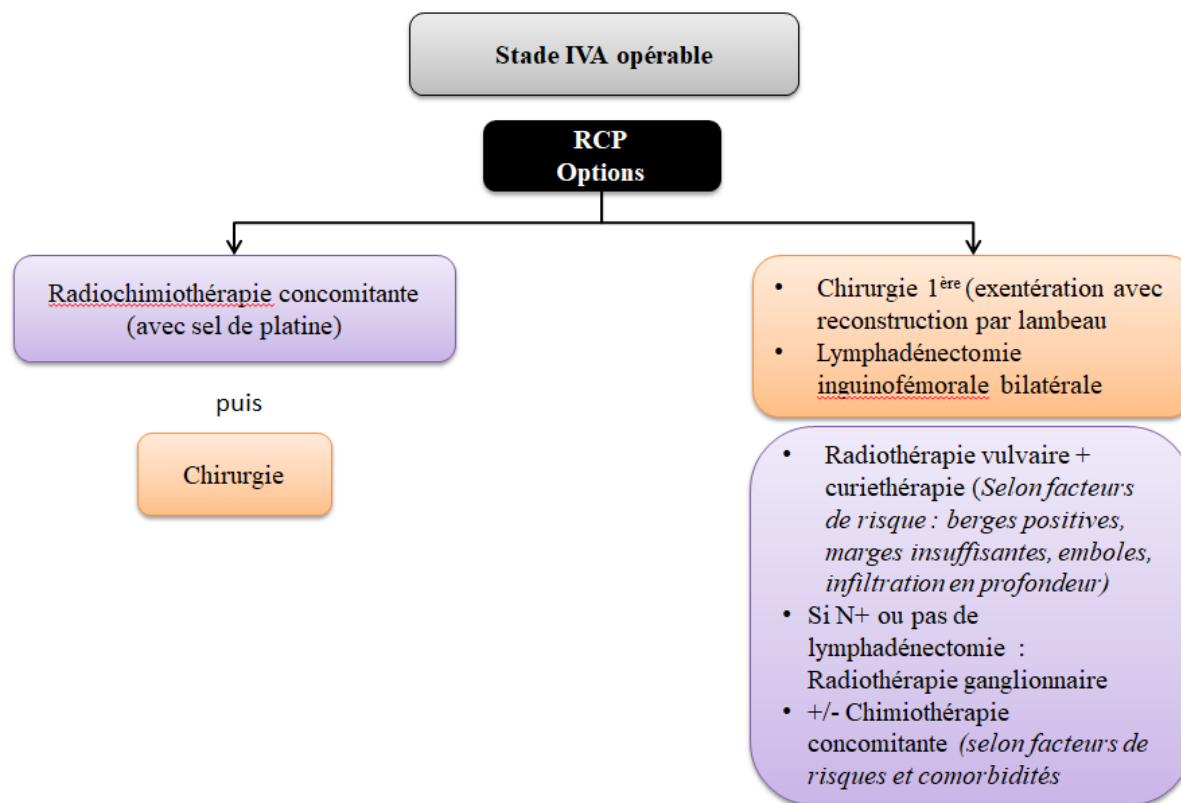 Stade IVA opérable
RCP
Options
Radiochimiothérapie concomitante
(avec sel de platine)
puis
Chirurgie
• Chirurgie 1ère (exentération avec
reconstruction par lambeau
• Lymphadénectomie
inguinofémorale bilatérale
• Radiothérapie vulvaire +
curiethérapie (Selon facteurs
de risque : berges positives,
marges insuffisantes, emboles,
infiltration en profondeur)
• Si N+ ou pas de
lymphadénectomie :
Radiothérapie ganglionnaire
• +/- Chimiothérapie
concomitante (selon facteurs de
risques et comorbidités